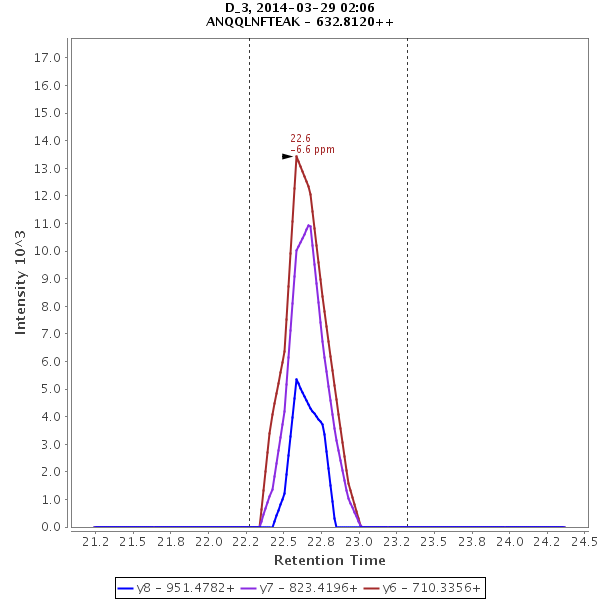 D_3, 2014-03-29 02:06
ANQQLNFTEAK - 632.8120++
17.0
16.0
15.0
14.0
13.0
12.0
11.0
10.0
9.0
8.0
7.0
6.0
5.0
4.0
3.0
2.0
1.0
0.0
Intensity 10^3
22.6
-6.6 ppm
21.2 21.5 21.8 22.0 22.2 22.5 22.8 23.0 23.2 23.5 23.8 24.0 24.2 24.5
Retention Time
y8 - 951.4782+ y7 - 823.4196+ y6 - 710.3356+